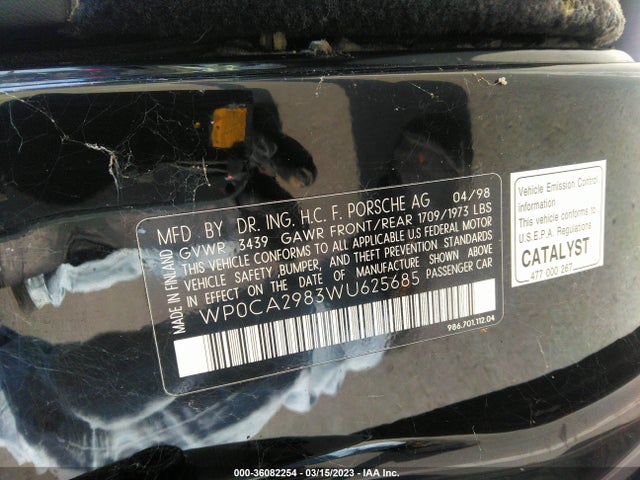 MADE IN FINLAND
MFD. BY DR. ING. H.C. F. PORSCHE AG 04/98
GVWR 3439 GAWR FRONT/REAR 1709/1973 LBS
THIS VEHICLE CONFORMS TO ALL APPLICABLE U.S FEDERAL MOTOR
VEHICLE SAFETY, BUMPER, AND THEFT PREVENTION STANDARDS
IN EFFECT ON THE DATE OF MANUFACTURE SHOWN ABOVE
WP0CA2983WU625685 PASSENGER CAR
986.701.112.04
Vehicle Emission Control
Information
This vehicle conforms to
U.S.E.P.A. Regulations
CATALYST
477 000 267
000-36082254 - 03/15/2023 - IAA Inc.